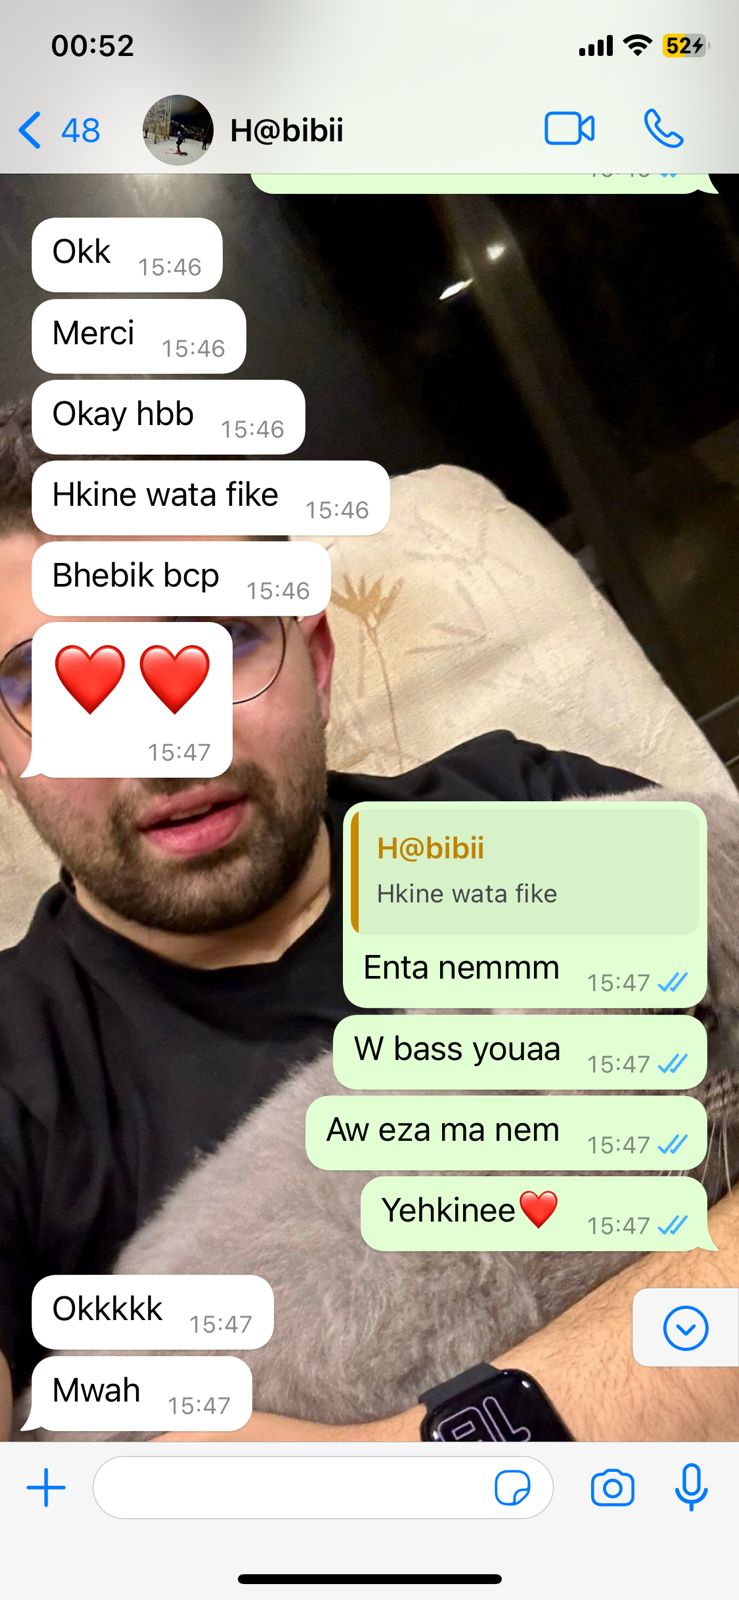 00:52
52
48
H@bibii
Okk 15:46
Merci 15:46
Okay hbb 15:46
Hkine wata fike 15:46
Bhebik bcp 15:46
❤️❤️
15:47
H@bibii
Hkine wata fike
Enta nemmm 15:47
W bass youaa 15:47
Aw eza ma nem 15:47
Yehkinee❤️ 15:47
Okkkkk 15:47
Mwah 15:47